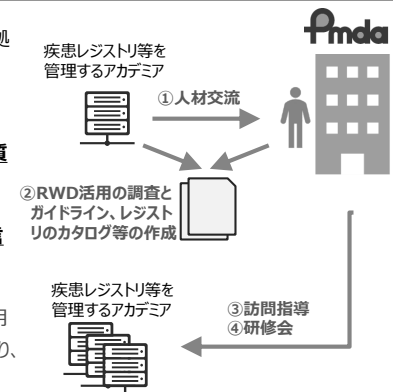 処
pmda
疾患レジストリ等を
管理するアカデミア
①人材交流
質
②RWD活用の調査と
ガイドライン、レジスト
リのカタログ等の作成
疾患レジストリ等を
管理するアカデミア
③訪問指導
④研修会
用
り、